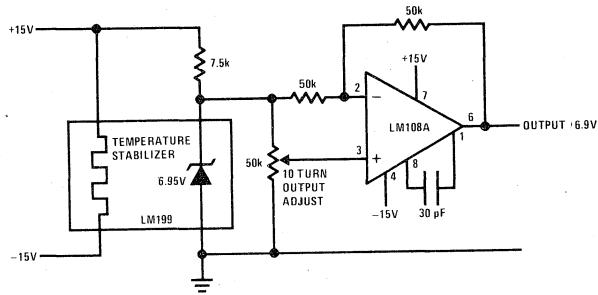 50k
+15V
7.5k
+15V
50k
2
7
−
LM108A
6
OUTPUT 6.9V
1
TEMPERATURE
STABILIZER
50k
3
+
10 TURN
OUTPUT
ADJUST
8
4
6.95V
−15V
30 pF
LM199
−15V